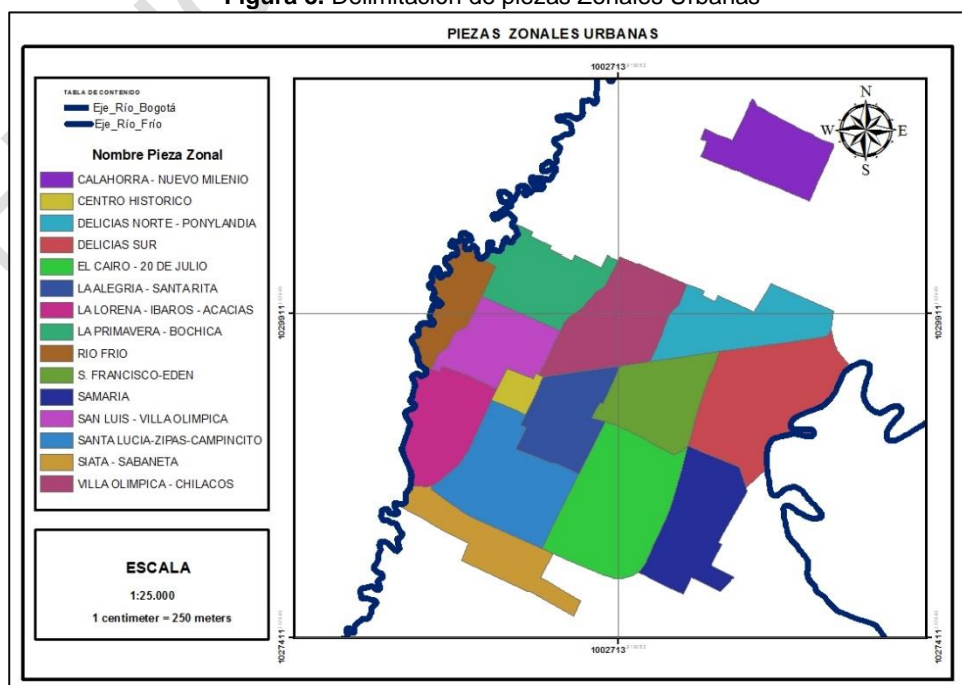 Figura 3. Delimitación de piezas Zonales Urbanas
PIEZAS ZONALES URBANAS
TABLA DE CONTENIDO
Eje_Río_Bogotá
Eje_Río_Frío
Nombre Pieza Zonal
CALAHORRA - NUEVO MILENIO
CENTRO HISTORICO
DELICIAS NORTE - PONYLANDIA
DELICIAS SUR
EL CAIRO - 20 DE JULIO
LA ALEGRIA - SANTA RITA
LA LORENA - IBAROS - ACACIAS
LA PRIMAVERA - BOCHICA
RIO FRIO
S. FRANCISCO-EDEN
SAMARIA
SAN LUIS - VILLA OLIMPICA
SANTA LUCIA-ZIPAS-CAMPINCITO
SIATA - SABANETA
VILLA OLIMPICA - CHILACOS
ESCALA
1:25.000
1 centimeter = 250 meters
1002713
N
W E
S
1029911
1029911
1027411
1027411
1002713